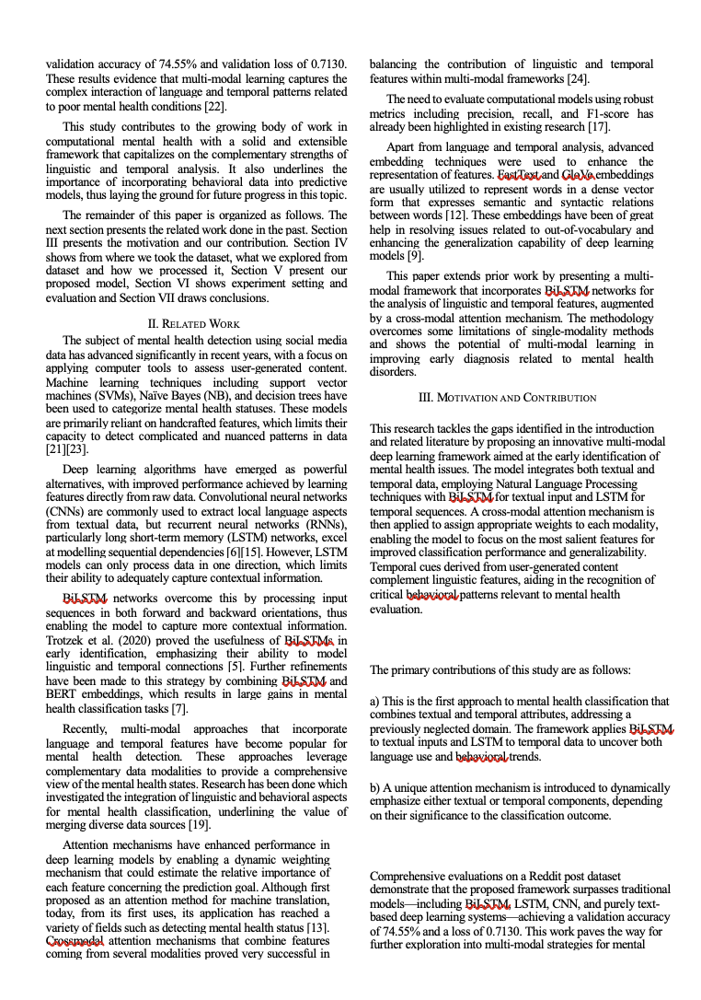 validation accuracy of 74.55% and validation loss of 0.7130.
These results evidence that multi-modal learning captures the
complex interaction of language and temporal patterns related
to poor mental health conditions [22].
This study contributes to the growing body of work in
computational mental health with a solid and extensible
framework that capitalizes on the complementary strengths of
linguistic and temporal analysis. It also underlines the
importance of incorporating behavioral data into predictive
models, thus laying the ground for future progress in this topic.
The remainder of this paper is organized as follows. The
next section presents the related work done in the past. Section
III presents the motivation and our contribution. Section IV
shows from where we took the dataset, what we explored from
dataset and how we processed it, Section V present our
proposed model, Section VI shows experiment setting and
evaluation and Section VII draws conclusions.
II. RELATED WORK
The subject of mental health detection using social media
data has advanced significantly in recent years, with a focus on
applying computer tools to assess user-generated content.
Machine learning techniques including support vector
machines (SVMs), Naïve Bayes (NB), and decision trees have
been used to categorize mental health statuses. These models
are primarily reliant on handcrafted features, which limits their
capacity to detect complicated and nuanced patterns in data
[21][23].
Deep learning algorithms have emerged as powerful
alternatives, with improved performance achieved by learning
features directly from raw data. Convolutional neural networks
(CNNs) are commonly used to extract local language aspects
from textual data, but recurrent neural networks (RNNs),
particularly long short-term memory (LSTM) networks, excel
at modelling sequential dependencies [6][15]. However, LSTM
models can only process data in one direction, which limits
their ability to adequately capture contextual information.
BiLSTM networks overcome this by processing input
sequences in both forward and backward orientations, thus
enabling the model to capture more contextual information.
Trotzek et al. (2020) proved the usefulness of BiLSTMs in
early identification, emphasizing their ability to model
linguistic and temporal connections [5]. Further refinements
have been made to this strategy by combining BiLSTM and
BERT embeddings, which results in large gains in mental
health classification tasks [7].
Recently, multi-modal approaches that incorporate
language and temporal features have become popular for
mental health detection. These approaches leverage
complementary data modalities to provide a comprehensive
view of the mental health states. Research has been done which
investigated the integration of linguistic and behavioral aspects
for mental health classification, underlining the value of
merging diverse data sources [19].
Attention mechanisms have enhanced performance in
deep learning models by enabling a dynamic weighting
mechanism that could estimate the relative importance of
each feature concerning the prediction goal. Although first
proposed as an attention method for machine translation,
today, from its first uses, its application has reached a
variety of fields such as detecting mental health status [13].
Crossmodal attention mechanisms that combine features
coming from several modalities proved very successful in
balancing the contribution of linguistic and temporal
features within multi-modal frameworks [24].
The need to evaluate computational models using robust
metrics including precision, recall, and F1-score has
already been highlighted in existing research [17].
Apart from language and temporal analysis, advanced
embedding techniques were used to enhance the
representation of features. FastText and GloVe embeddings
are usually utilized to represent words in a dense vector
form that expresses semantic and syntactic relations
between words [12]. These embeddings have been of great
help in resolving issues related to out-of-vocabulary and
enhancing the generalization capability of deep learning
models [9].
This paper extends prior work by presenting a multi-
modal framework that incorporates BiLSTM networks for
the analysis of linguistic and temporal features, augmented
by a cross-modal attention mechanism. The methodology
overcomes some limitations of single-modality methods
and shows the potential of multi-modal learning in
improving early diagnosis related to mental health
disorders.
III. MOTIVATION AND CONTRIBUTION
This research tackles the gaps identified in the introduction
and related literature by proposing an innovative multi-modal
deep learning framework aimed at the early identification of
mental health issues. The model integrates both textual and
temporal data, employing Natural Language Processing
techniques with BiLSTM for textual input and LSTM for
temporal sequences. A cross-modal attention mechanism is
then applied to assign appropriate weights to each modality,
enabling the model to focus on the most salient features for
improved classification performance and generalizability.
Temporal cues derived from user-generated content
complement linguistic features, aiding in the recognition of
critical behavioral patterns relevant to mental health
evaluation.
The primary contributions of this study are as follows:
a) This is the first approach to mental health classification that
combines textual and temporal attributes, addressing a
previously neglected domain. The framework applies BiLSTM
to textual inputs and LSTM to temporal data to uncover both
language use and behavioral trends.
b) A unique attention mechanism is introduced to dynamically
emphasize either textual or temporal components, depending
on their significance to the classification outcome.
Comprehensive evaluations on a Reddit post dataset
demonstrate that the proposed framework surpasses traditional
models—including BiLSTM, LSTM, CNN, and purely text-
based deep learning systems—achieving a validation accuracy
of 74.55% and a loss of 0.7130. This work paves the way for
further exploration into multi-modal strategies for mental